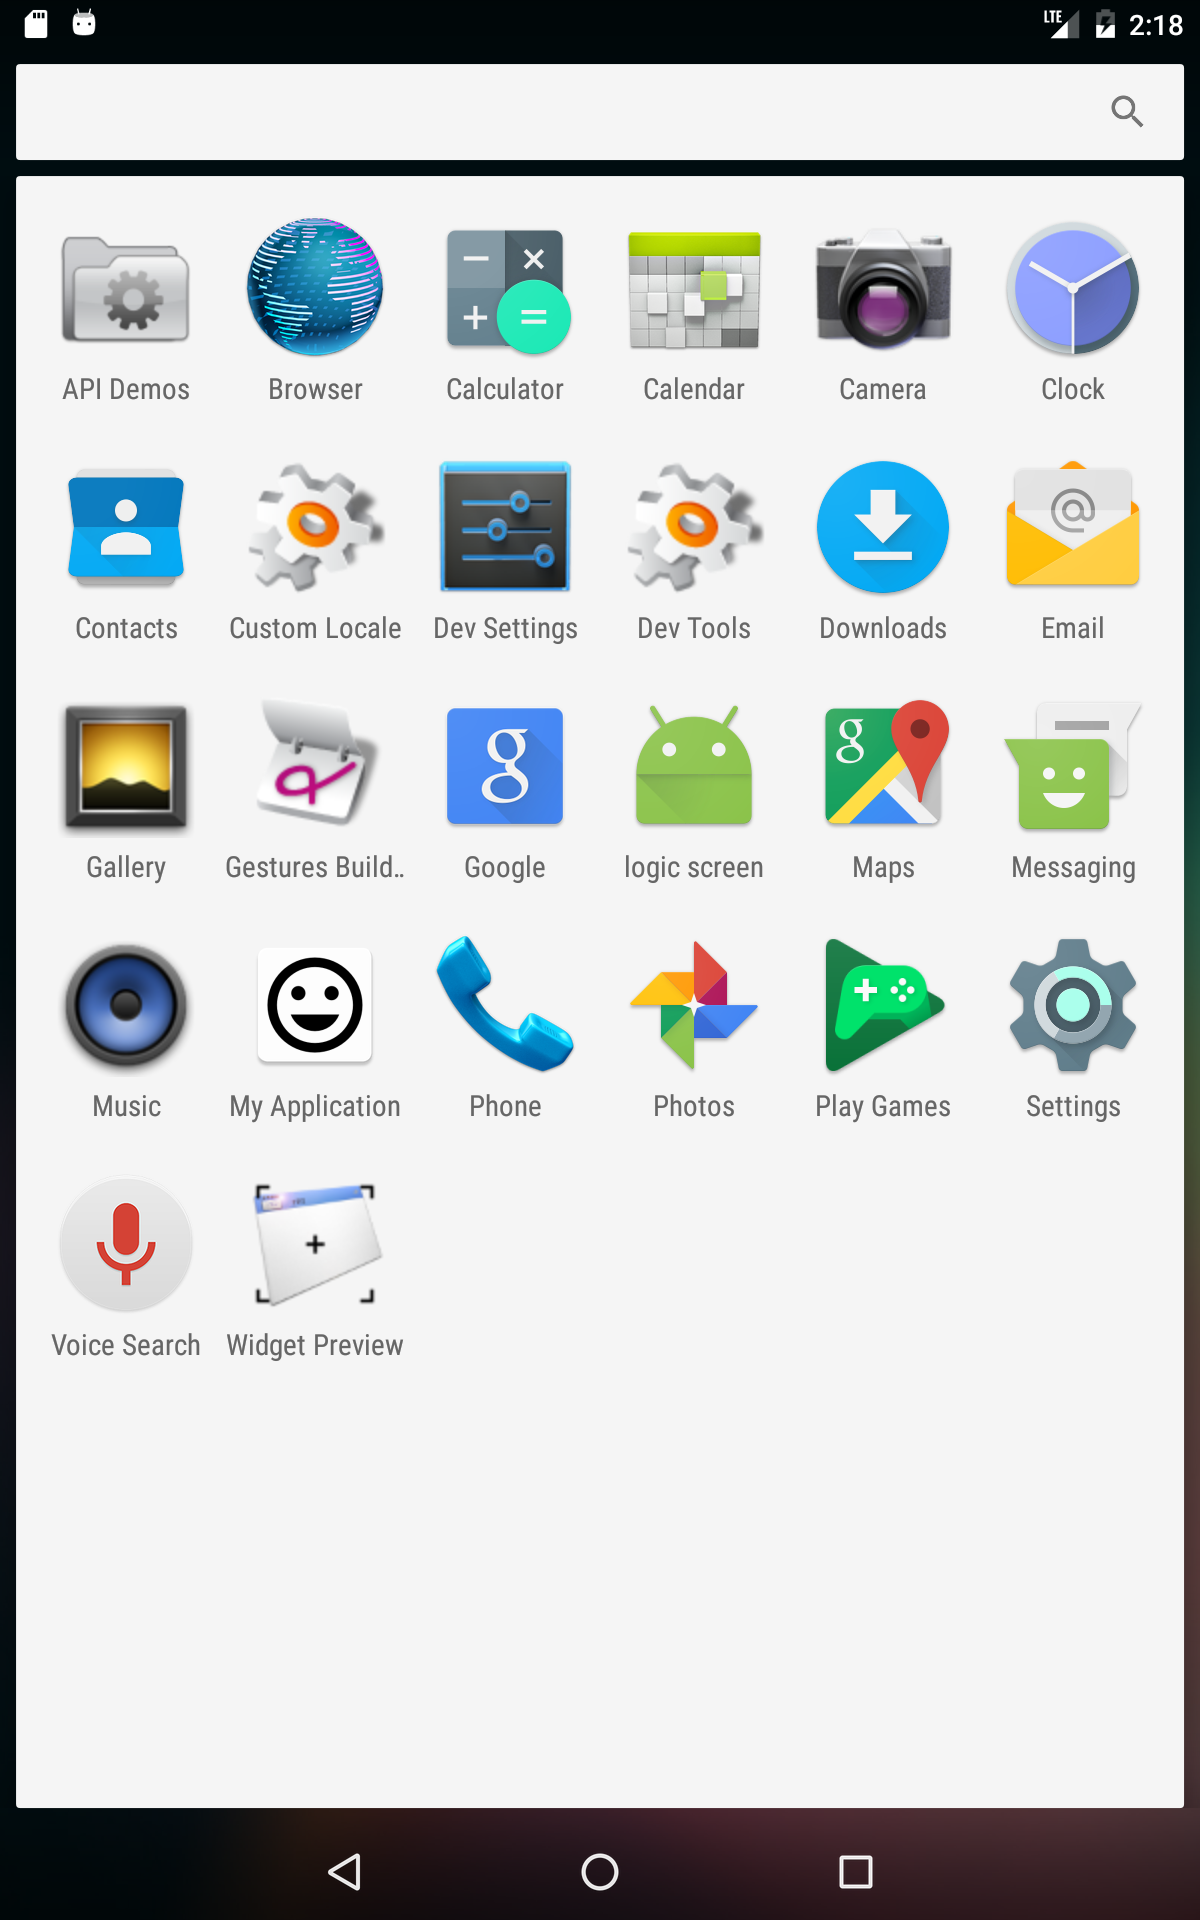 LTE 2:18
API Demos Browser Calculator Calendar Camera Clock
Contacts Custom Locale Dev Settings Dev Tools Downloads Email
Gallery Gestures Build.. Google logic screen Maps Messaging
Music My Application Phone Photos Play Games Settings
Voice Search Widget Preview